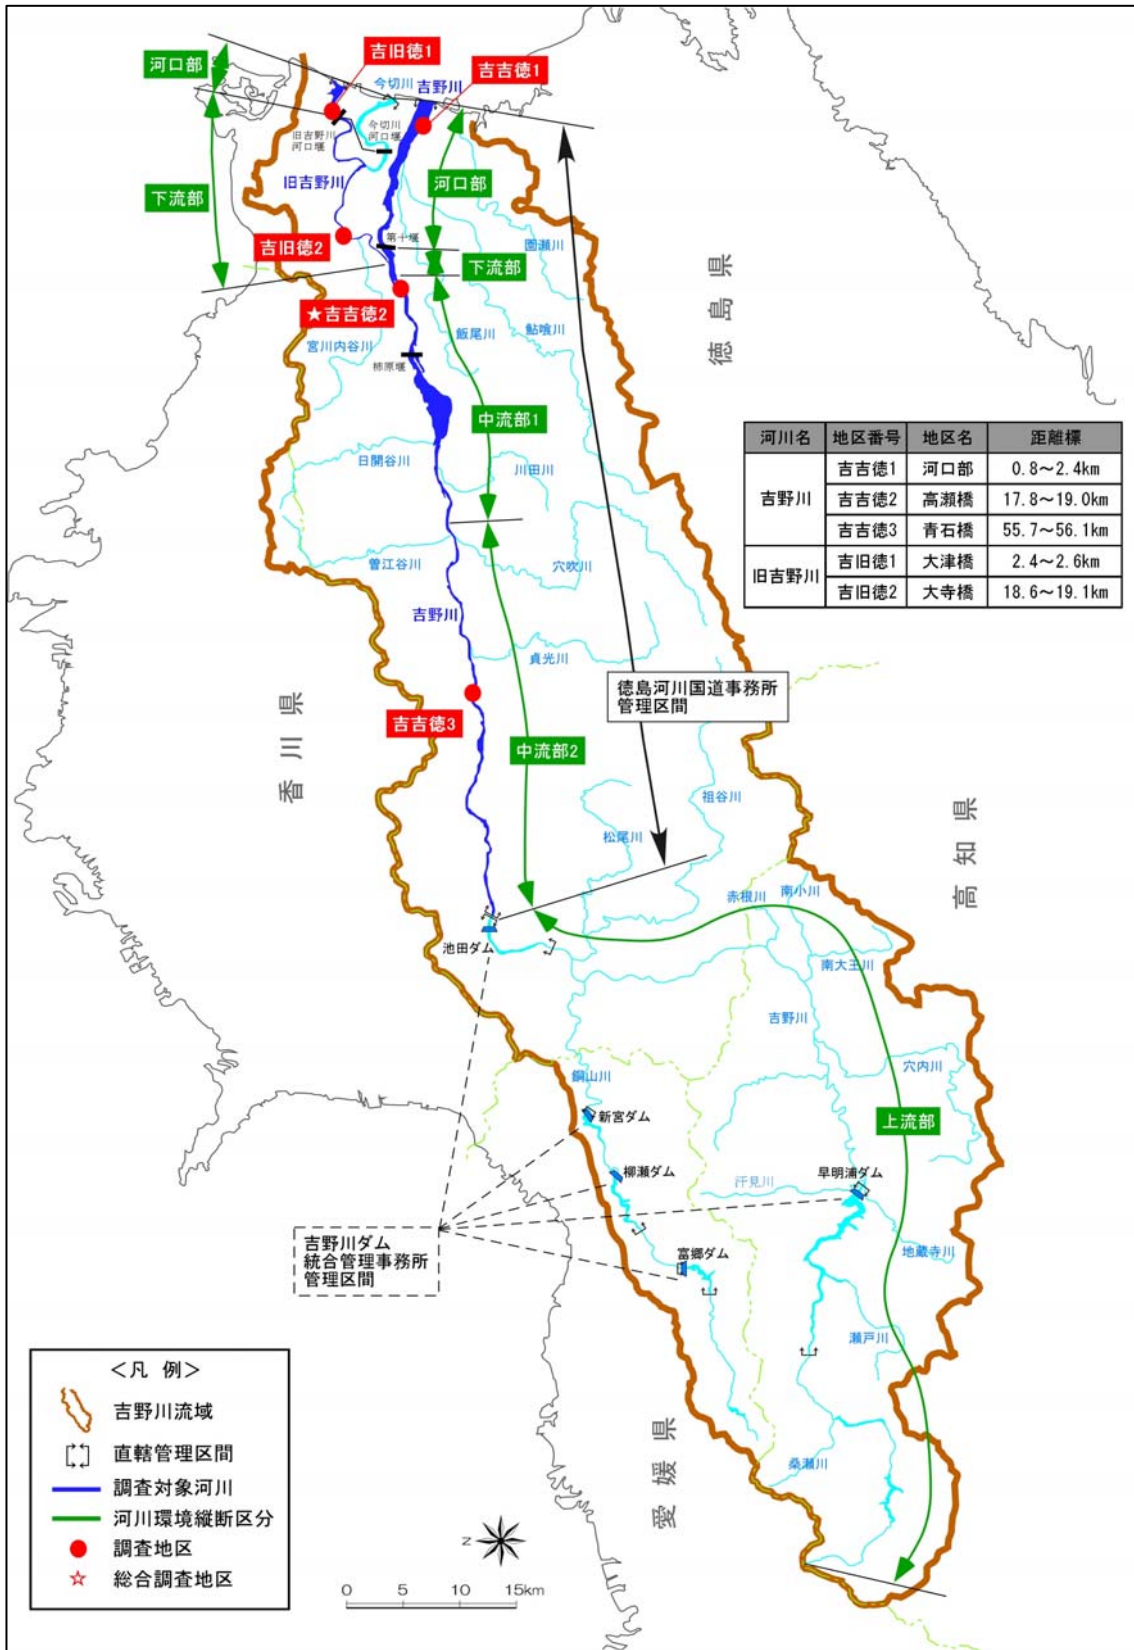 河口部
吉旧徳1
吉吉徳1
今切川
吉野川
旧吉野川
河口堰
今切川
河口堰
下流部
旧吉野川
河口部
吉旧徳2
第十堰
園瀬川
下流部
★吉吉徳2
飯尾川
鮎喰川
宮川内谷川
柿原堰
徳島県
中流部1
日開谷川
川田川
河川名 地区番号 地区名 距離標
吉野川 吉吉徳1 河口部 0.8～2.4km
吉吉徳2 高瀬橋 17.8～19.0km
吉吉徳3 青石橋 55.7～56.1km
旧吉野川 吉旧徳1 大津橋 2.4～2.6km
吉旧徳2 大寺橋 18.6～19.1km
曽江谷川
穴吹川
吉野川
貞光川
徳島河川国道事務所
管理区間
吉吉徳3
香川県
中流部2
祖谷川
松尾川
高知県
赤根川
南小川
池田ダム
南大王川
吉野川
穴内川
銅山川
新宮ダム
上流部
柳瀬ダム
汗見川
早明浦ダム
吉野川ダム
統合管理事務所
管理区間
富郷ダム
地蔵寺川
瀬戸川
愛媛県
桑瀬川
＜凡 例＞
吉野川流域
直轄管理区間
調査対象河川
河川環境縦断区分
調査地区
☆ 総合調査地区
N
0 5 10 15km